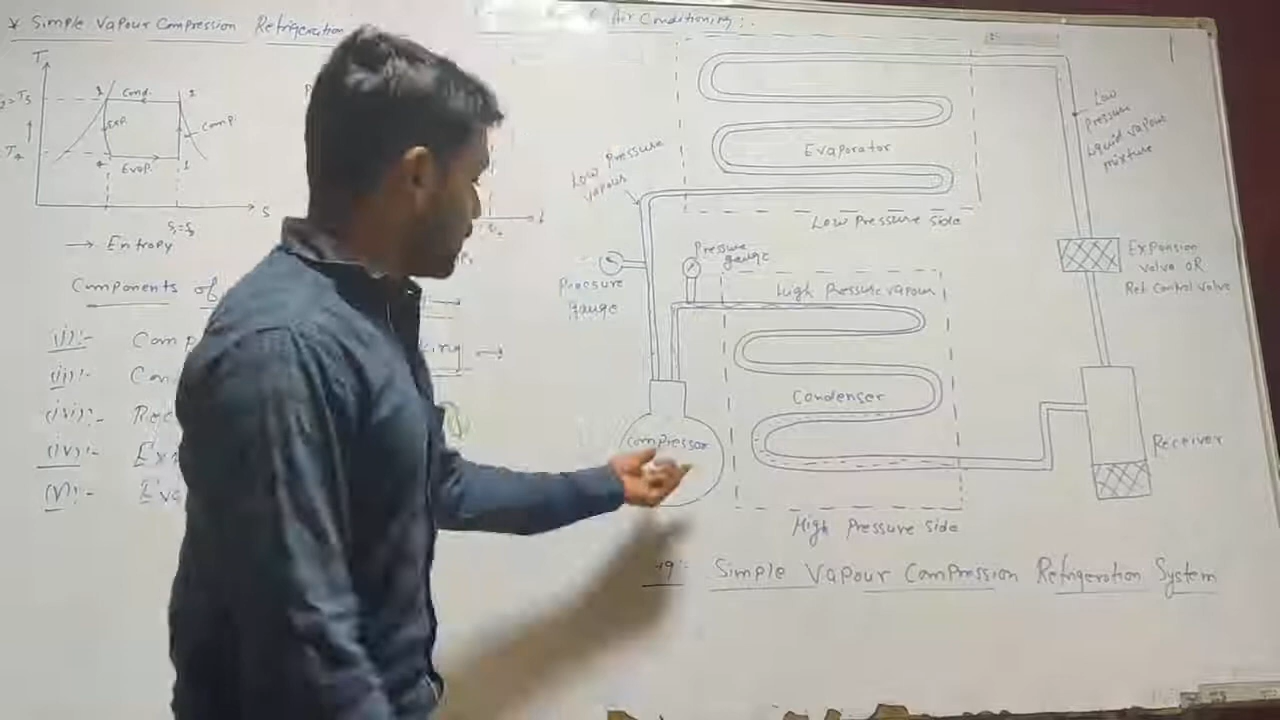 * Simple Vapour Compression Refrigeration
Air Conditioning :-
T
Cond.
Exp.
Comp.
Evap.
S
→ Entropy
Components of
(i):- Comp
(ii):- Con
(iii):- Rec
(iv):- Ex
(v):- Eva
Low Pressure
vapour
Evaporator
Low Pressure side
Low
Pressure
liquid vapour
mixture
Pressure
gauge
Pressure
gauge
High Pressure vapour
Expansion
valve OR
Ref. Control valve
Condenser
Compressor
Receiver
High Pressure side
Simple Vapour Compression Refrigeration System